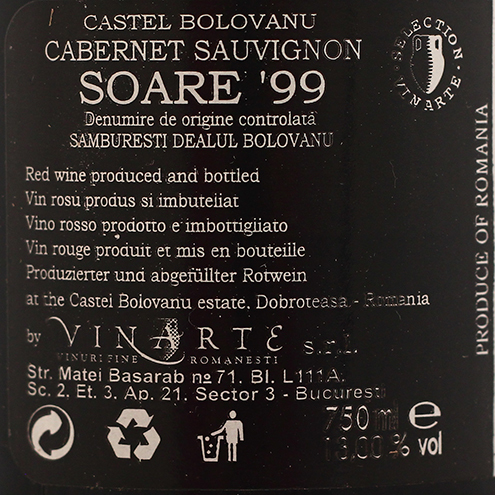 CASTEL BOLOVANU
CABERNET SAUVIGNON
SOARE '99
Denumire de origine controlata
SAMBURESTI DEALUL BOLOVANU
SELECTION VINARTE
Red wine produced and bottled
Vin rosu produs si imbuteliat
Vino rosso prodotto e imbottigliato
Vin rouge produit et mis en bouteille
Produzierter und abgefüllter Rotwein
at the Castel Bolovanu estate, Dobroteasa - Romania
by VINARTE s.r.l.
VINURI FINE ROMANESTI
Str. Matei Basarab no 71. Bl. L111A.
Sc. 2, Et. 3, Ap. 21. Sector 3 - Bucuresti
750 ml e
13.00 % vol
PRODUCE OF ROMANIA